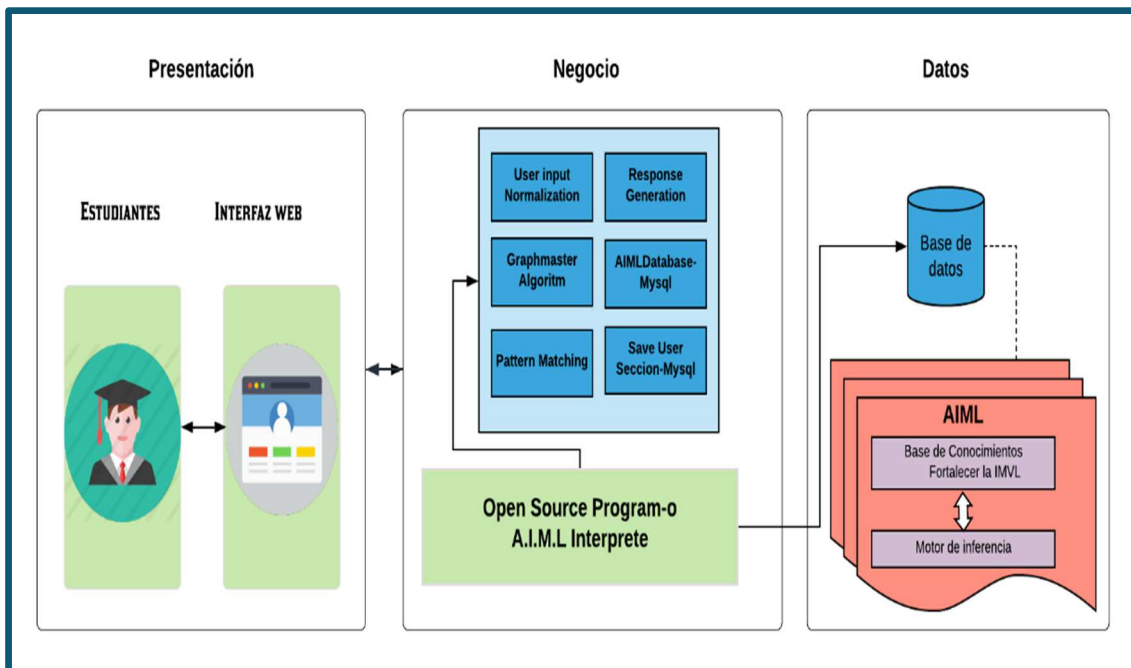 Presentación
Negocio
Datos
ESTUDIANTES
INTERFAZ WEB
User input
Normalization
Response
Generation
Graphmaster
Algoritm
AIMLDatabase-
Mysql
Pattern Matching
Save User
Seccion-Mysql
Open Source Program-o
A.I.M.L Interprete
Base de
datos
AIML
Base de Conocimientos
Fortalecer la IMVL
Motor de inferencia